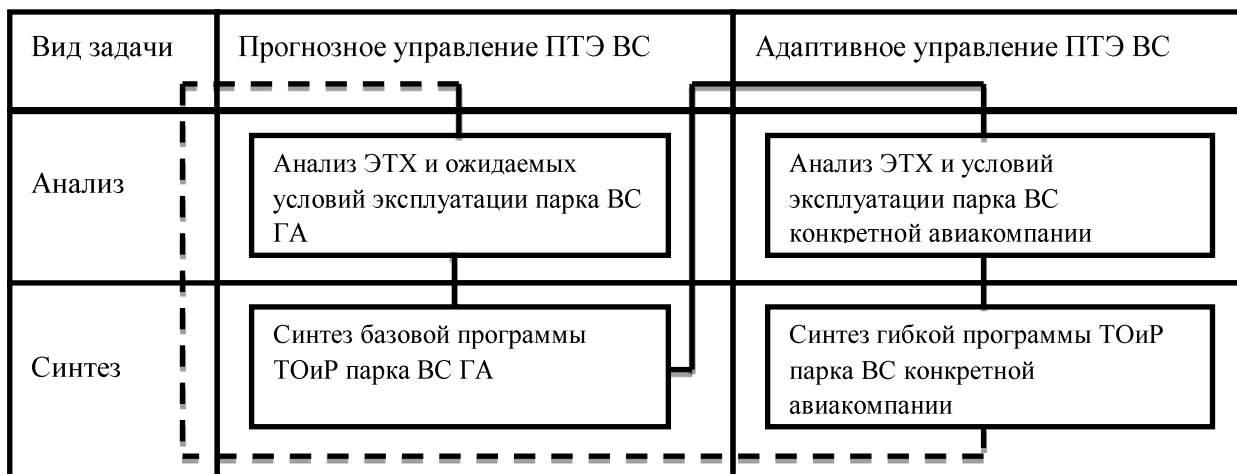 Вид задачи
Прогнозное управление ПТЭ ВС
Адаптивное управление ПТЭ ВС
Анализ
Анализ ЭТХ и ожидаемых
условий эксплуатации парка ВС
ГА
Анализ ЭТХ и условий
эксплуатации парка ВС
конкретной авиакомпании
Синтез
Синтез базовой программы
ТОиР парка ВС ГА
Синтез гибкой программы ТОиР
парка ВС конкретной
авиакомпании